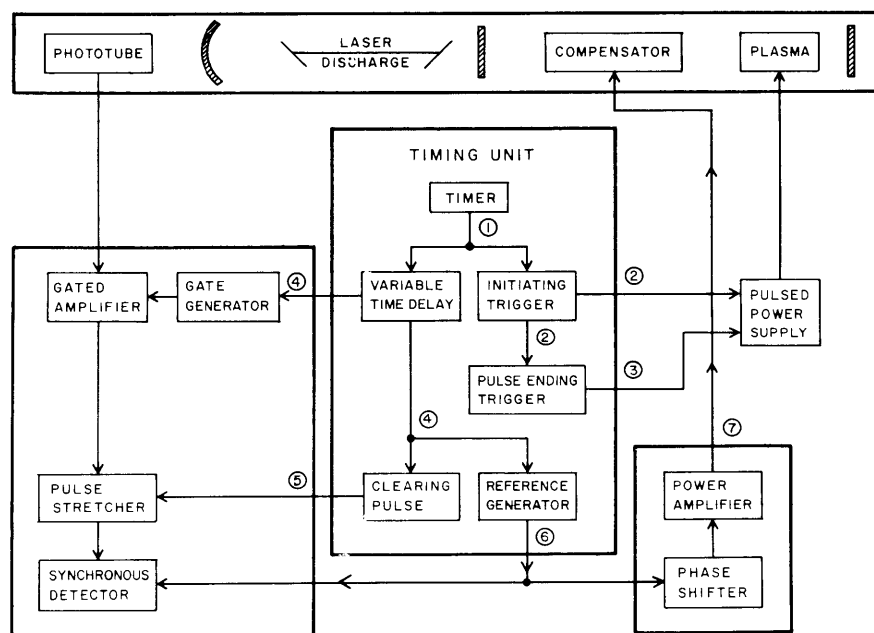 PHOTOTUBE
LASER
DISCHARGE
COMPENSATOR
PLASMA
TIMING UNIT
TIMER
①
GATED
AMPLIFIER
GATE
GENERATOR
④
VARIABLE
TIME DELAY
INITIATING
TRIGGER
②
PULSED
POWER
SUPPLY
②
PULSE ENDING
TRIGGER
③
④
⑦
PULSE
STRETCHER
⑤
CLEARING
PULSE
REFERENCE
GENERATOR
POWER
AMPLIFIER
⑥
SYNCHRONOUS
DETECTOR
PHASE
SHIFTER